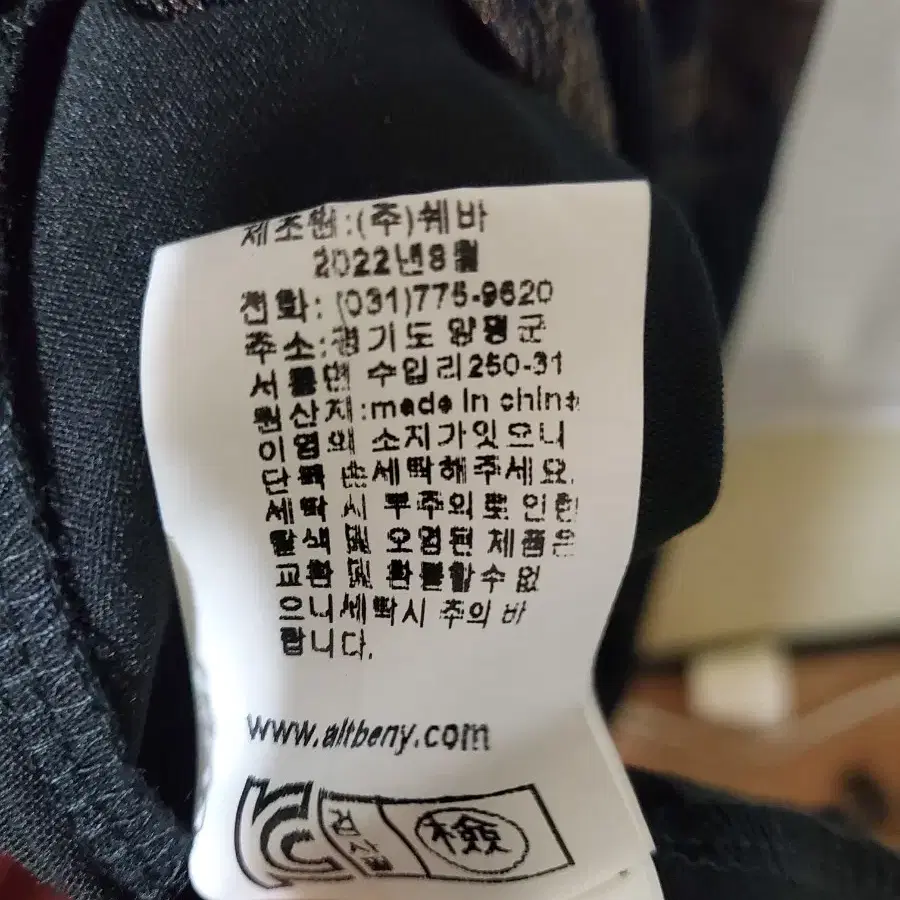 제조원:(주)쉐바
2022년8월
전화: (031)775-9620
주소:경기도 양평군
서종면 수입리250-31
원산지:made in china
이염의 소지가잇으니
단독 손세탁해주세요.
세탁시 부주의로 인한
탈색 및 오염된 제품은
교환 및 환불할수 없
으니세탁시 주의 바
랍니다.
www.altbeny.com
검사필 檢